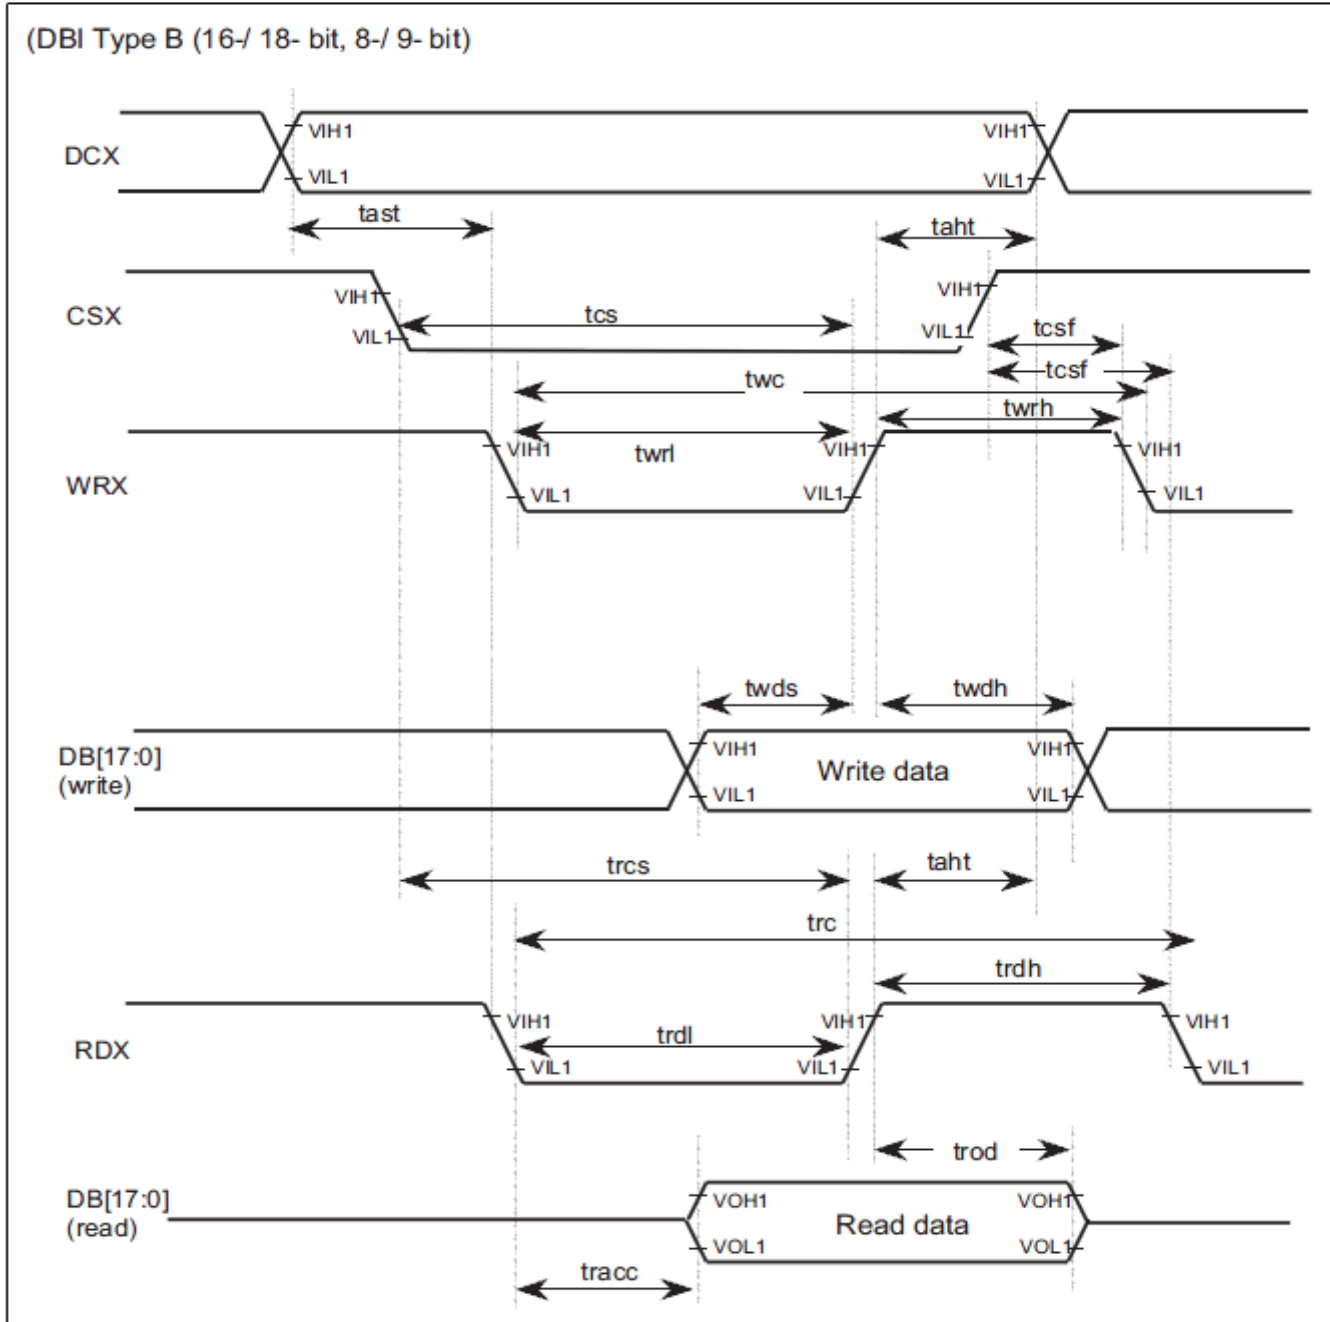 (DBI Type B (16-/ 18- bit, 8-/ 9- bit)
DCX
VIH1
VIH1
VIL1
VIL1
tast
taht
CSX
VIH1
VIH1
VIL1
VIL1
tcs
tcsf
tcsf
twc
twrh
WRX
VIH1
twrl
VIH1
VIH1
VIL1
VIL1
VIL1
twds
twdh
DB[17:0]
(write)
VIH1
VIH1
Write data
VIL1
VIL1
trcs
taht
trc
trdh
RDX
VIH1
VIH1
VIH1
trdl
VIL1
VIL1
VIL1
trod
DB[17:0]
(read)
VOH1
VOH1
Read data
VOL1
VOL1
tracc